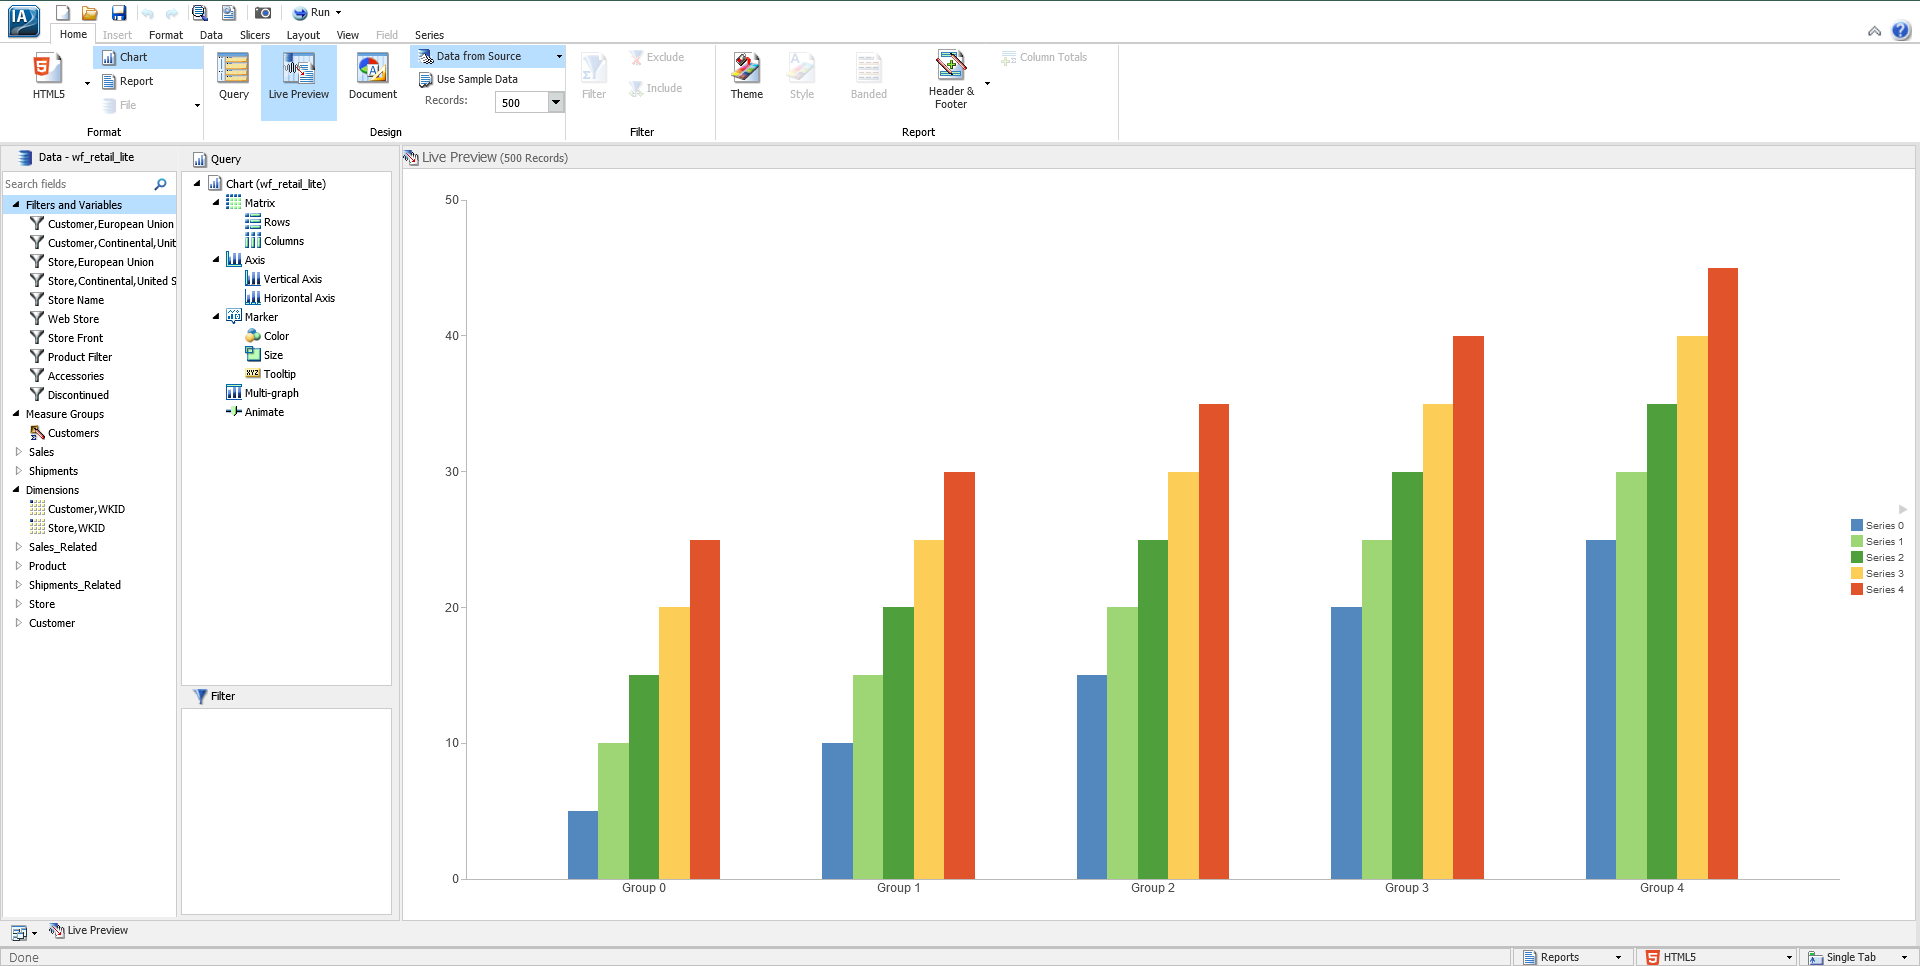 IA
Run
Home Insert Format Data Slicers Layout View Field Series
HTML5
Chart
Report
File
Format
Query
Live Preview
Document
Data from Source
Use Sample Data
Records: 500
Design
Filter
Exclude
Include
Filter
Theme
Style
Banded
Header &
Footer
Column Totals
Report
Data - wf_retail_lite
Search fields
Filters and Variables
Customer,European Union
Customer,Continental,Unit
Store,European Union
Store,Continental,United S
Store Name
Web Store
Store Front
Product Filter
Accessories
Discontinued
Measure Groups
Customers
Sales
Shipments
Dimensions
Customer,WKID
Store,WKID
Sales_Related
Product
Shipments_Related
Store
Customer
Query
Chart (wf_retail_lite)
Matrix
Rows
Columns
Axis
Vertical Axis
Horizontal Axis
Marker
Color
Size
XYZ Tooltip
Multi-graph
Animate
Filter
Live Preview (500 Records)
50
40
30
20
10
0
Group 0 Group 1 Group 2 Group 3 Group 4
Series 0
Series 1
Series 2
Series 3
Series 4
Live Preview
Done
Reports
HTML5
Single Tab